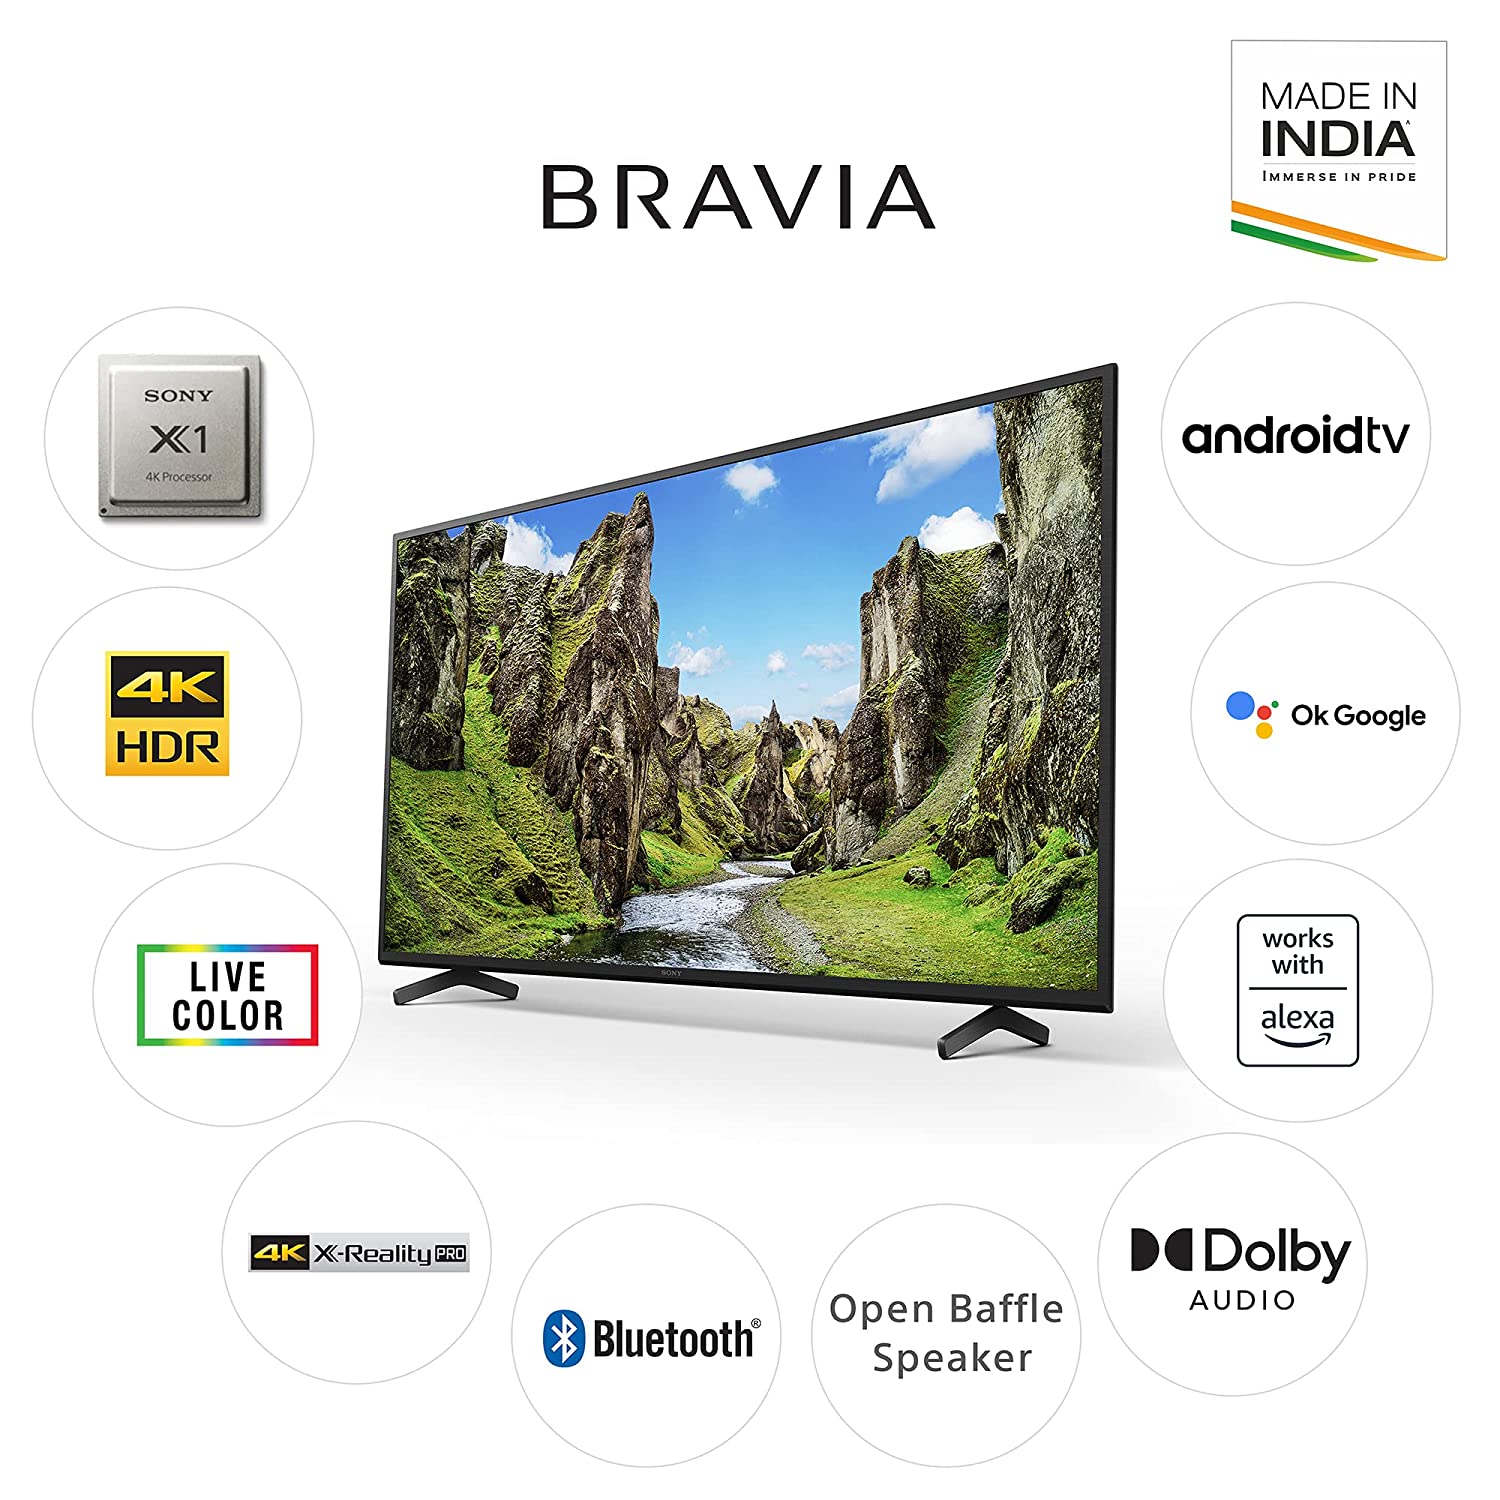 MADE IN
INDIA
IMMERSE IN PRIDE
BRAVIA
SONY
X1
4K Processor
androidtv
4K
HDR
Ok Google
LIVE
COLOR
works
with
alexa
SONY
4K X-Reality PRO
Bluetooth®
Open Baffle
Speaker
Dolby
AUDIO